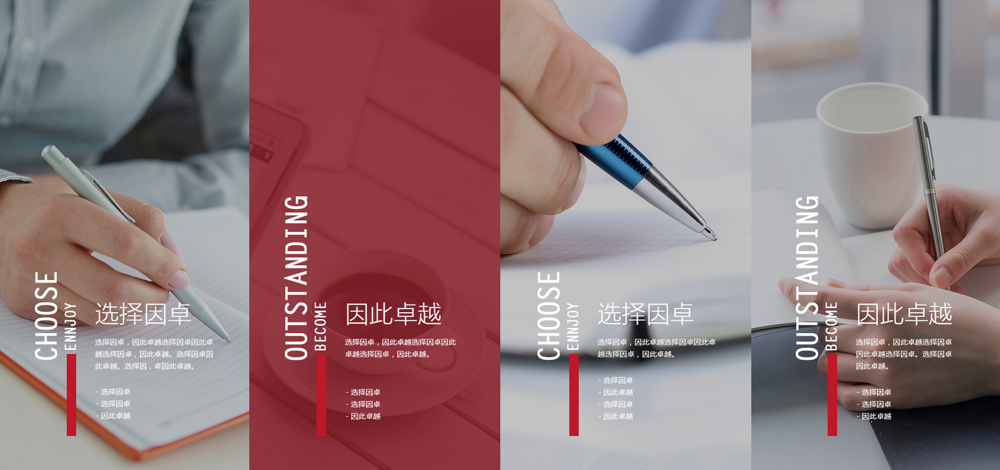 CHOOSE
ENNJOY
选择因卓
选择因卓，因此卓越选择因卓因此卓
越选择因卓，因此卓越。选择因卓因
此卓越。选择因，卓因此卓越。
- 选择因卓
- 选择因卓
- 因此卓越
OUTSTANDING
BECOME
因此卓越
选择因卓，因此卓越选择因卓因此
卓越选择因卓，因此卓越。
- 选择因卓
- 选择因卓
- 因此卓越
CHOOSE
ENNJOY
选择因卓
选择因卓，因此卓越选择因卓因此卓
越选择因卓，因此卓越。
- 选择因卓
- 因此卓越
- 选择因卓
- 因此卓越
OUTSTANDING
BECOME
因此卓越
选择因卓，因此卓越选择因卓
因此卓越选择因卓。选择因卓
因此卓越。
- 选择因卓
- 选择因卓
- 因此卓越